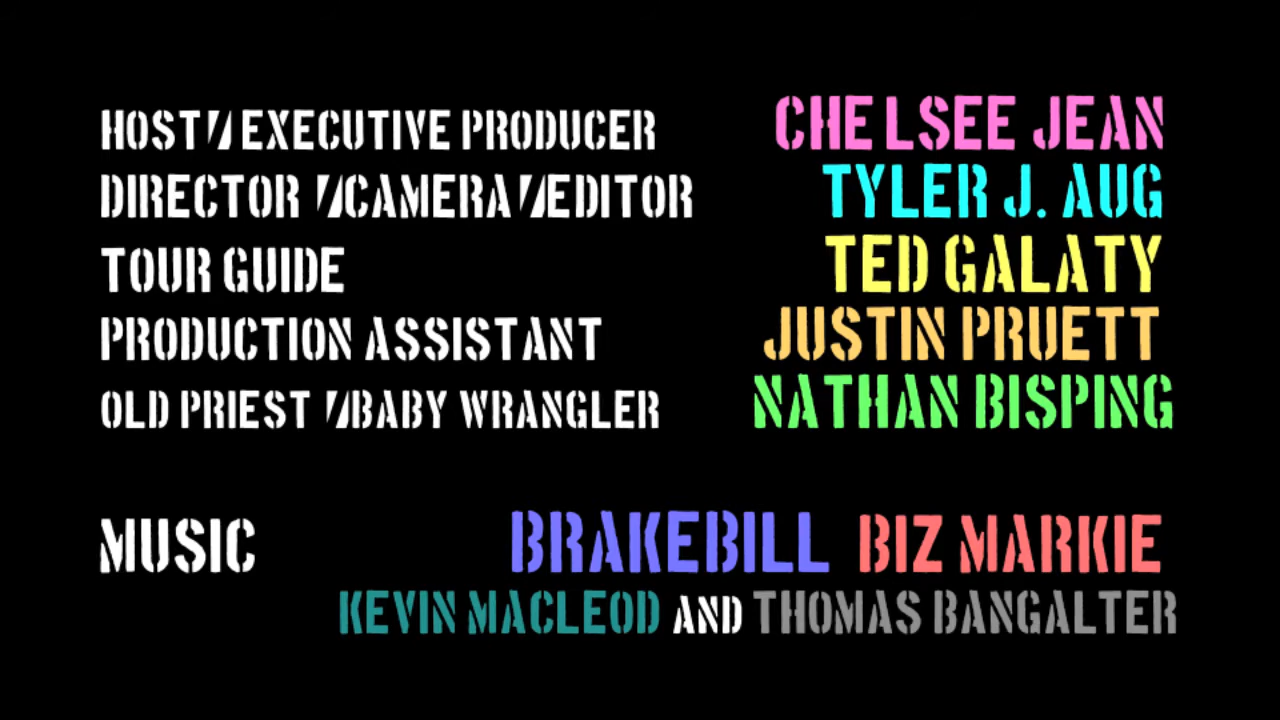 HOST/EXECUTIVE PRODUCER CHELSEE JEAN
DIRECTOR /CAMERA/EDITOR TYLER J. AUG
TOUR GUIDE TED GALATY
PRODUCTION ASSISTANT JUSTIN PRUETT
OLD PRIEST /BABY WRANGLER NATHAN BISPING
MUSIC BRAKEBILL BIZ MARKIE
KEVIN MACLEOD AND THOMAS BANGALTER